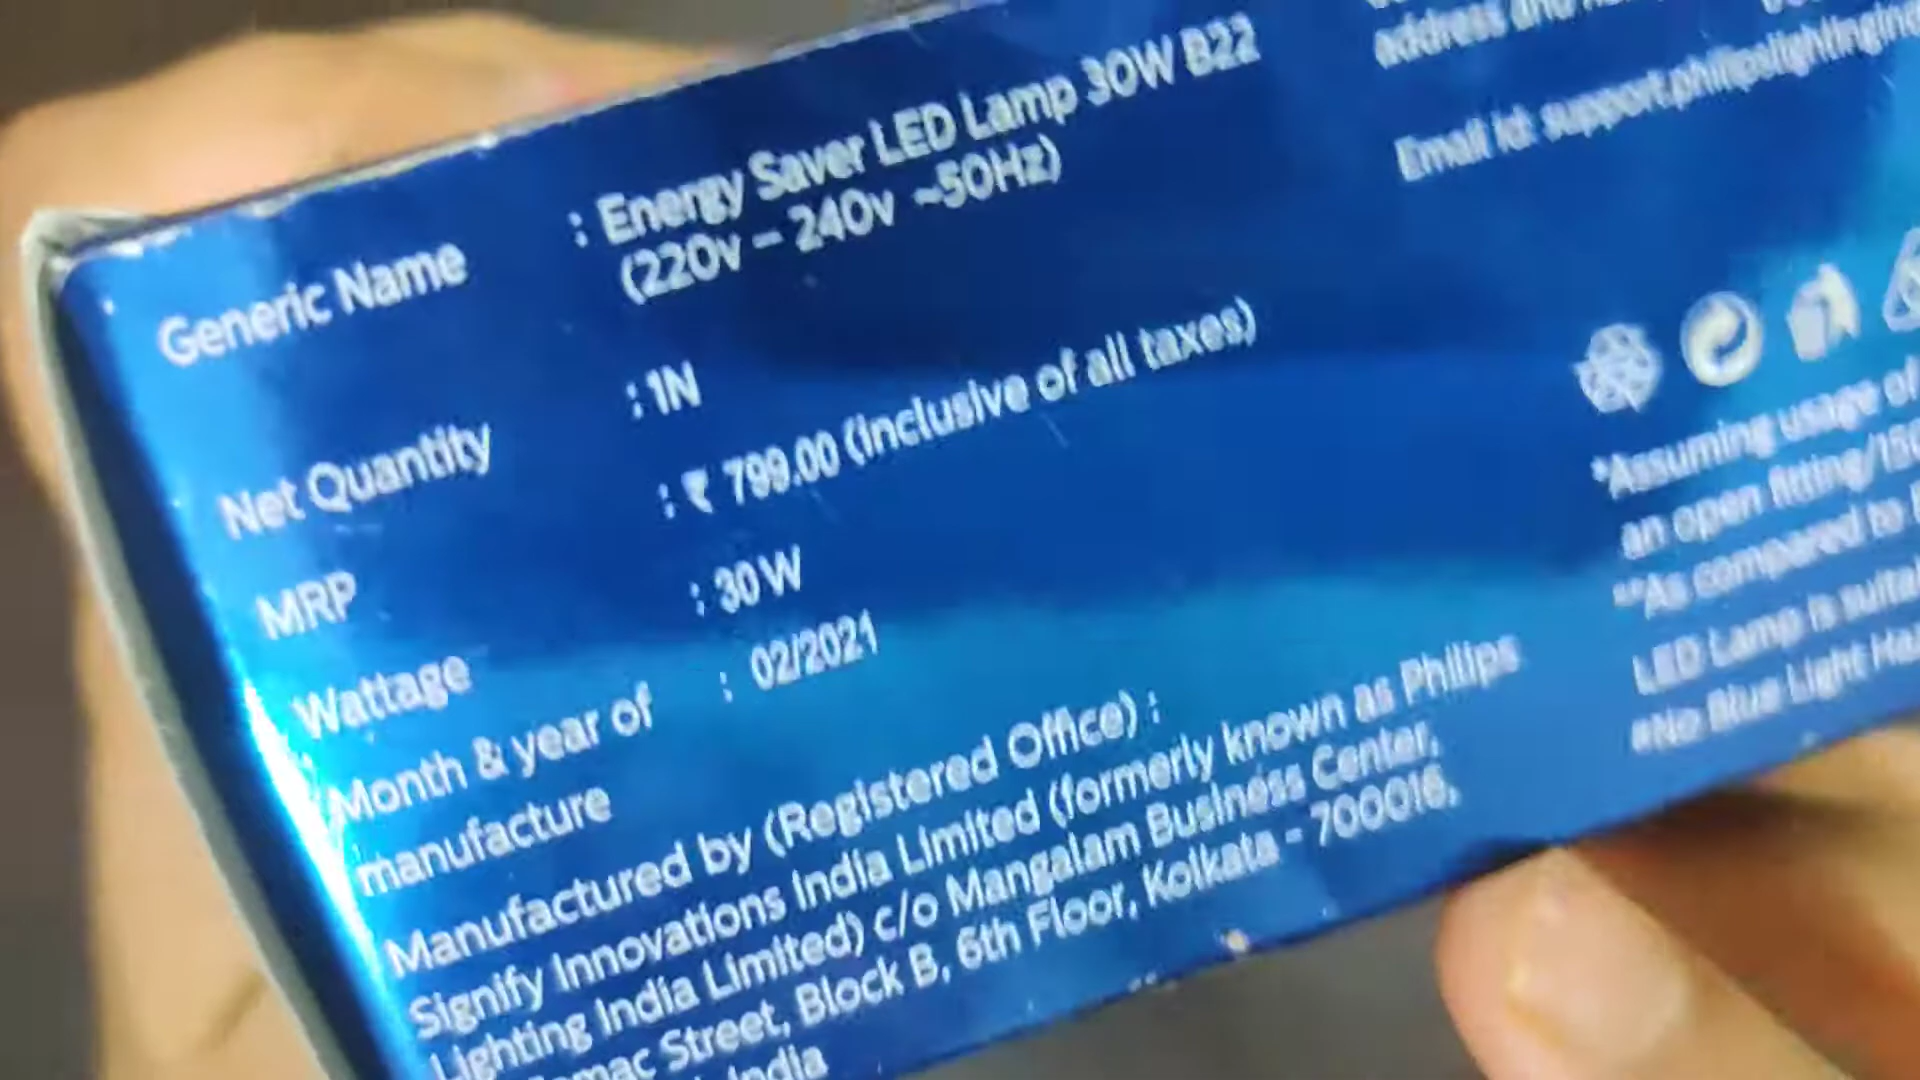 Generic Name : Energy Saver LED Lamp 30W B22
(220v – 240v ~50Hz)
Net Quantity : 1N
MRP : ₹ 799.00 (inclusive of all taxes)
Wattage : 30 W
Month & year of : 02/2021
manufacture
Manufactured by (Registered Office) :
Signify Innovations India Limited (formerly known as Philips
Lighting India Limited) c/o Mangalam Business Center,
Street, Block B, 6th Floor, Kolkata - 700016,
India
address and
Email id:
*Assuming usage of
an open fitting/
**As compared to
LED Lamp is
#No Blue Light